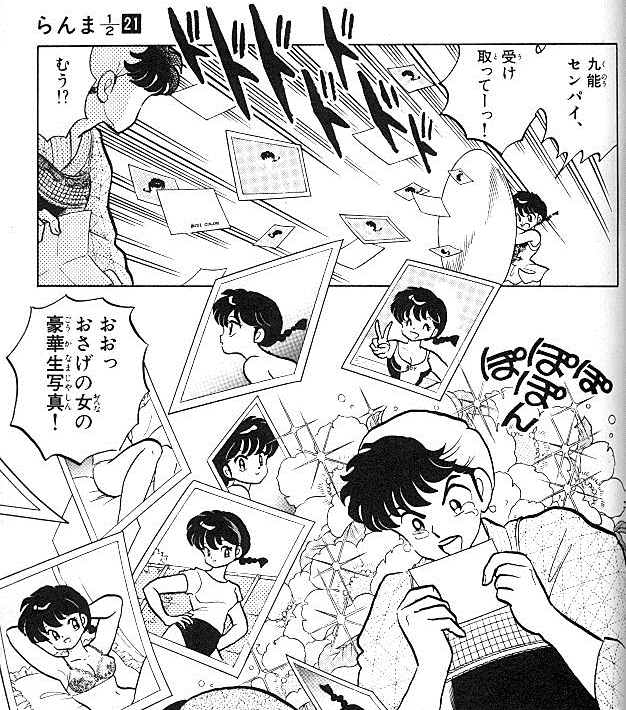 らんま1/2 21
九能
センパイ、
受け
取ってーっ!
ドドドドドド
むう!?
おおっ
おさげの女の
豪華生写真!
ぽぽぽぽん